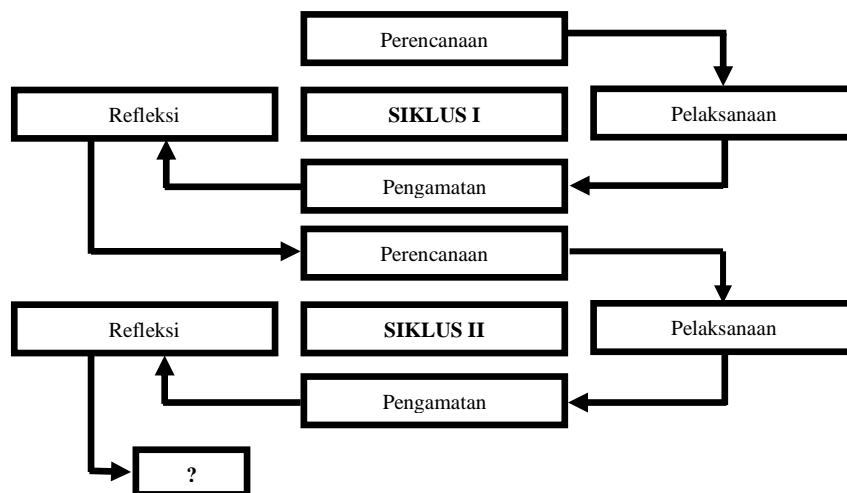 Perencanaan
Refleksi
SIKLUS I
Pelaksanaan
Pengamatan
Perencanaan
Refleksi
SIKLUS II
Pelaksanaan
Pengamatan
?